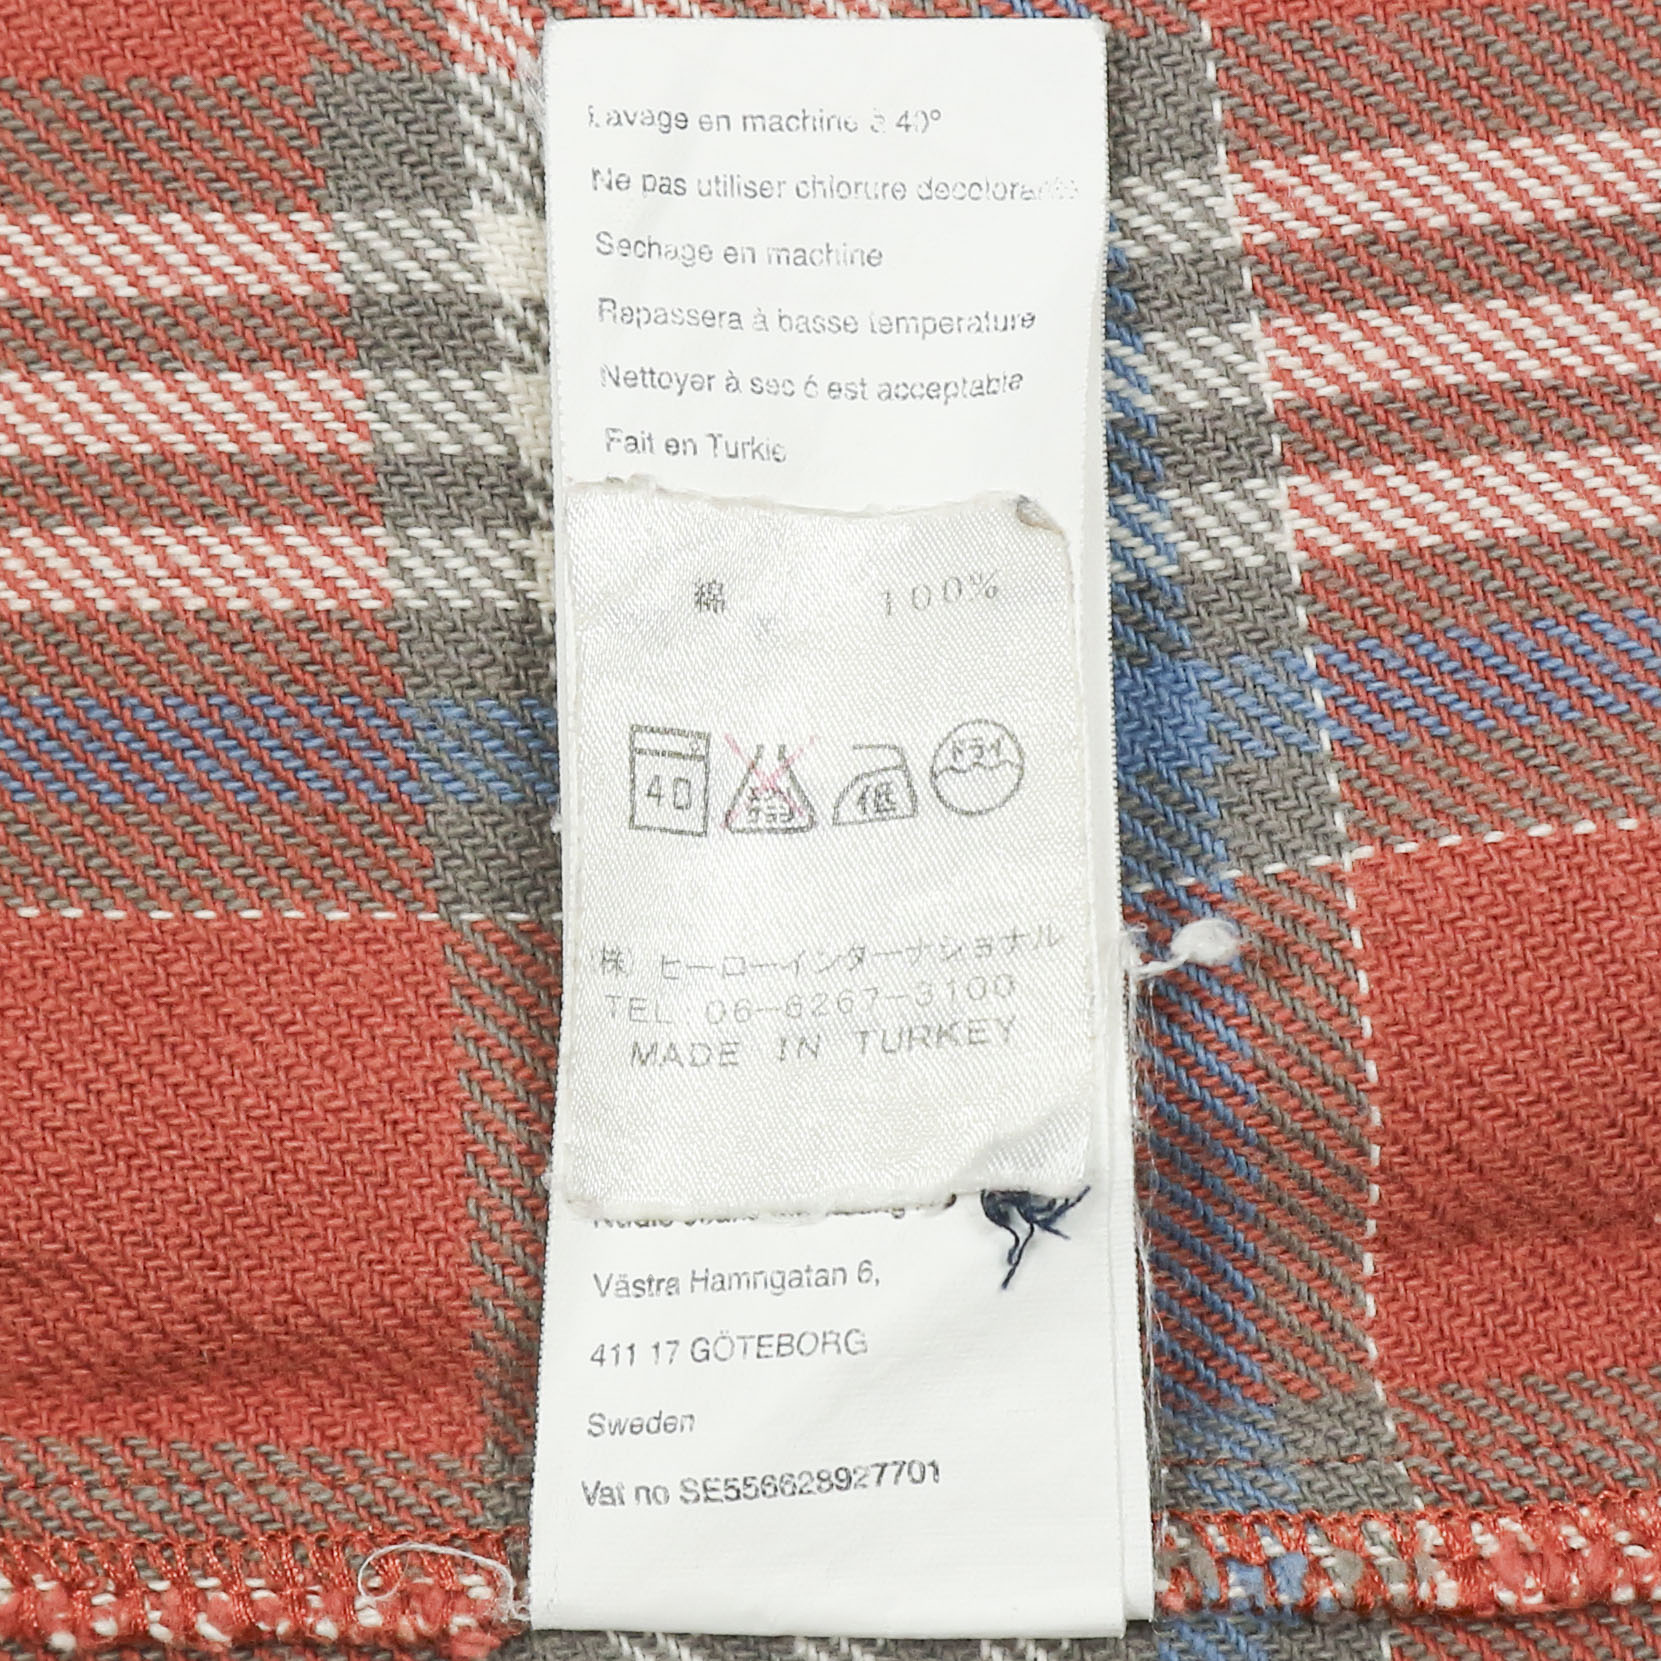 Lavage en machine à 40°
Ne pas utiliser chlorure decolorante
Sechage en machine
Repassera à basse temperature
Nettoyer à sec c est acceptable
Fait en Turkie
綿 100%
40 低 ドライ
(株) ヒーローインターナショナル
TEL 06-6267-3100
MADE IN TURKEY
Västra Hamngatan 6,
411 17 GÖTEBORG
Sweden
Vat no SE556628927701